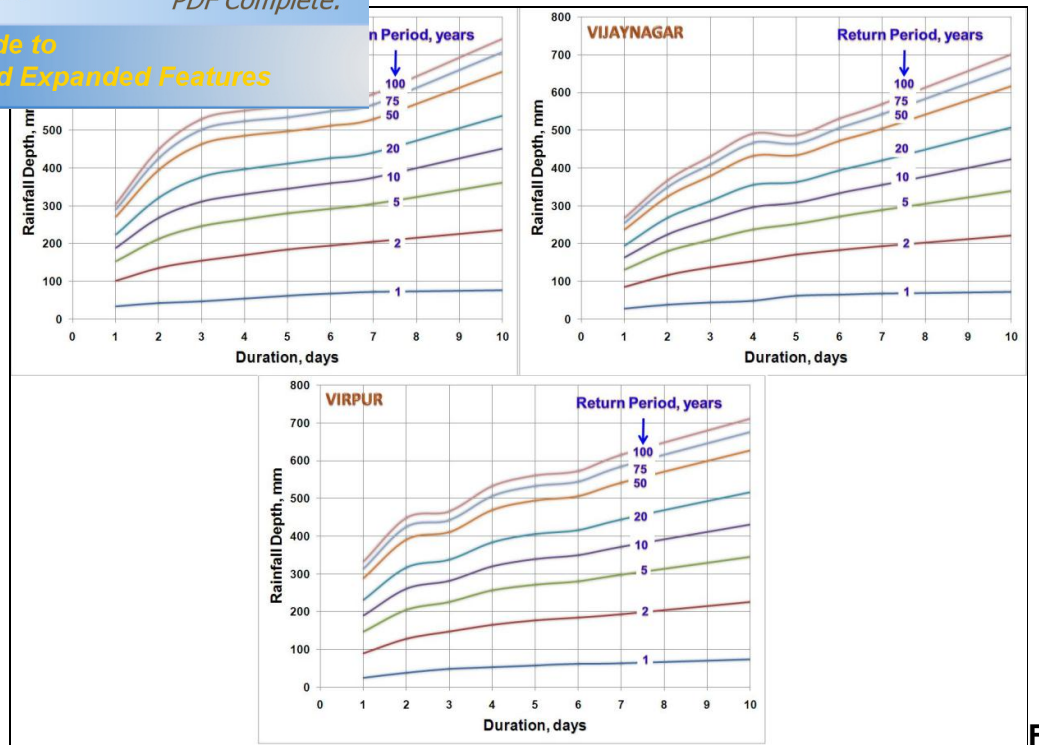 PDF Complete.
de to
d Expanded Features
n Period, years
100
75
50
20
10
5
2
1
500
400
300
200
100
0
Rainfall Depth, mm
0 1 2 3 4 5 6 7 8 9 10
Duration, days
VIJAYNAGAR
Return Period, years
100
75
50
20
10
5
2
1
800
700
600
500
400
300
200
100
0
Rainfall Depth, mm
0 1 2 3 4 5 6 7 8 9 10
Duration, days
VIRPUR
Return Period, years
100
75
50
20
10
5
2
1
800
700
600
500
400
300
200
100
0
Rainfall Depth, mm
0 1 2 3 4 5 6 7 8 9 10
Duration, days